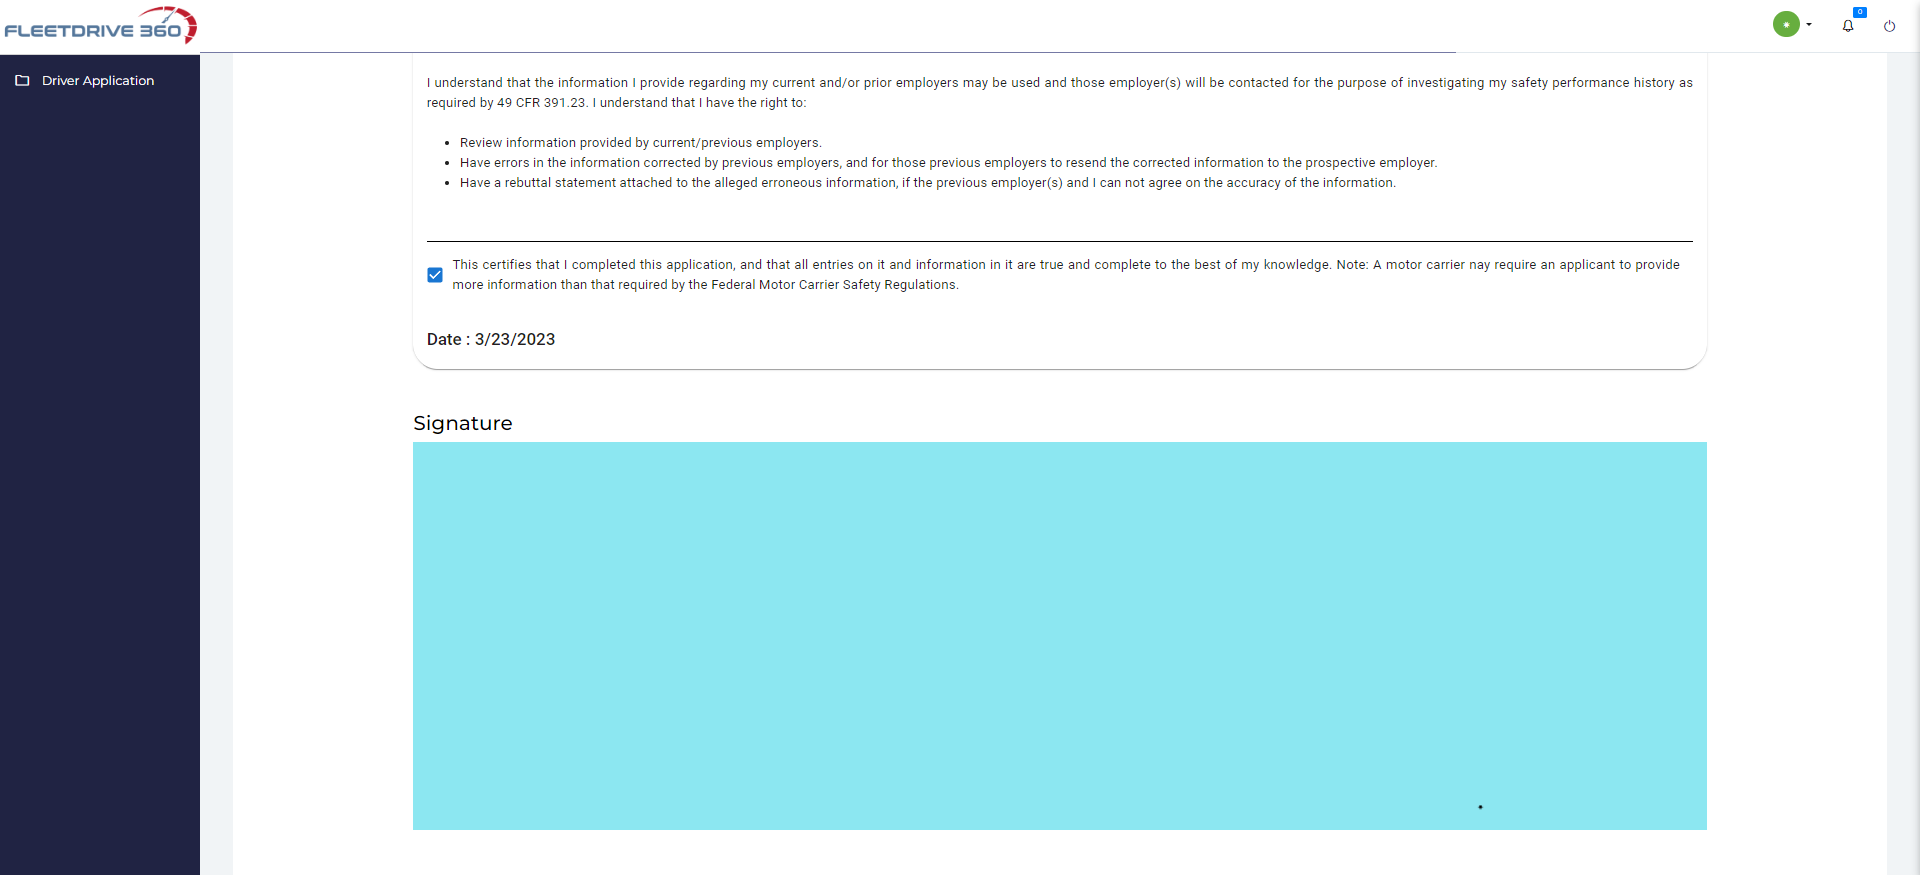 FLEETDRIVE 360
0
Driver Application
I understand that the information I provide regarding my current and/or prior employers may be used and those employer(s) will be contacted for the purpose of investigating my safety performance history as
required by 49 CFR 391.23. I understand that I have the right to:
• Review information provided by current/previous employers.
• Have errors in the information corrected by previous employers, and for those previous employers to resend the corrected information to the prospective employer.
• Have a rebuttal statement attached to the alleged erroneous information, if the previous employer(s) and I can not agree on the accuracy of the information.
This certifies that I completed this application, and that all entries on it and information in it are true and complete to the best of my knowledge. Note: A motor carrier nay require an applicant to provide
more information than that required by the Federal Motor Carrier Safety Regulations.
Date : 3/23/2023
Signature